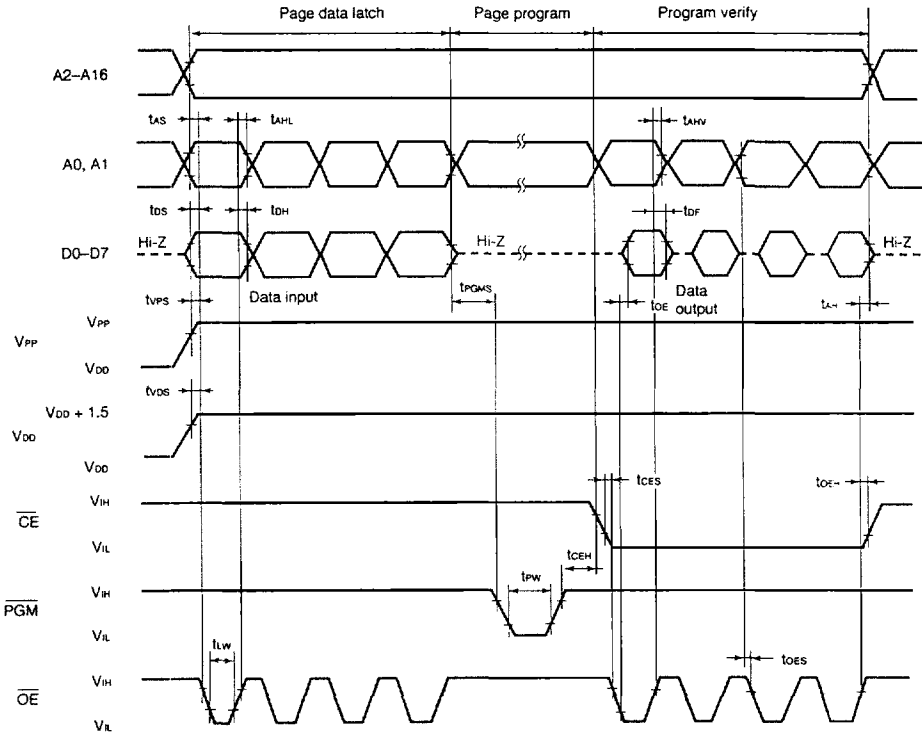 Page data latch Page program Program verify
A2–A16
tAS tAHL tAHV
A0, A1
tDS tDH tDF
Hi-Z Hi-Z Hi-Z
D0–D7
Data input tPGMS tOE Data output tAH
tVPS
VPP
VPP
VDD
tVDS
VDD + 1.5
VDD
VDD
tCES tOEH
VIH
CE
VIL
tCEH
VIH tPW
PGM
VIL
tLW
VIH tOES
OE
VIL